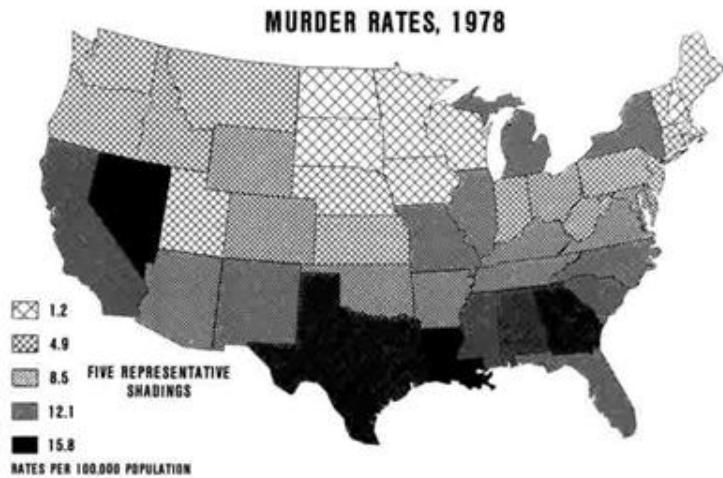 MURDER RATES, 1978
1.2
4.9
8.5
12.1
15.8
FIVE REPRESENTATIVE
SHADINGS
RATES PER 100,000 POPULATION